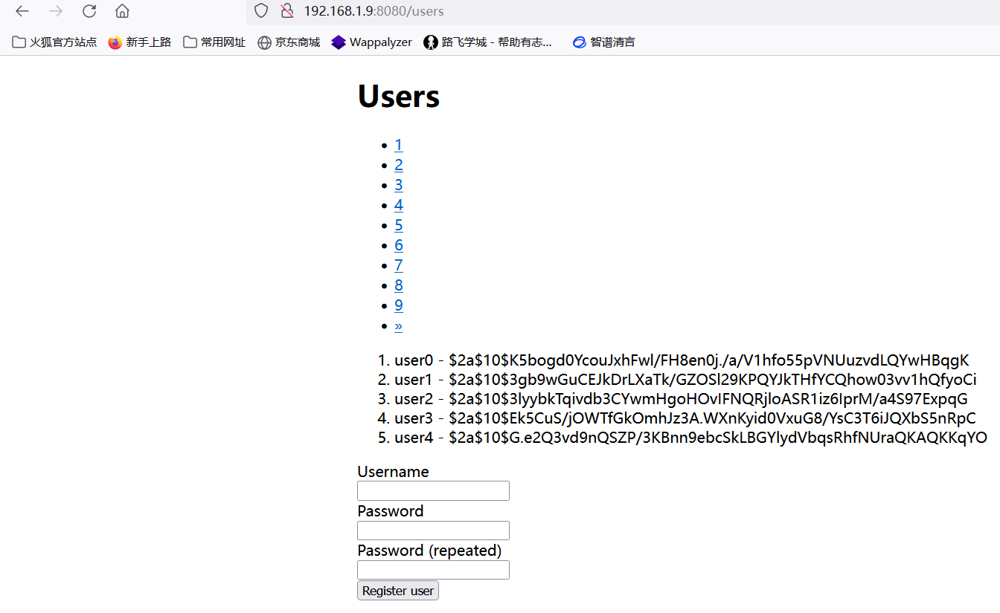 192.168.1.9:8080/users
火狐官方站点 新手上路 常用网址 京东商城 Wappalyzer 路飞学城 - 帮助有志... 智谱清言
Users
• 1
• 2
• 3
• 4
• 5
• 6
• 7
• 8
• 9
• »
1. user0 - $2a$10$K5bogd0YcouJxhFwl/FH8en0j./a/V1hfo55pVNUuzvdLQYwHBqgK
2. user1 - $2a$10$3gb9wGuCEJkDrLXaTk/GZOSl29KPQYJkTHfYCQhow03vv1hQfyoCi
3. user2 - $2a$10$3lyybkTqivdb3CYwmHgoHOvIFNQRjloASR1iz6IprM/a4S97ExpqG
4. user3 - $2a$10$Ek5CuS/jOWTfGkOmhJz3A.WXnKyid0VxuG8/YsC3T6iJQXbS5nRpC
5. user4 - $2a$10$G.e2Q3vd9nQSZP/3KBnn9ebcSkLBGYlydVbqsRhfNUraQKAQKKqYO
Username
Password
Password (repeated)
Register user